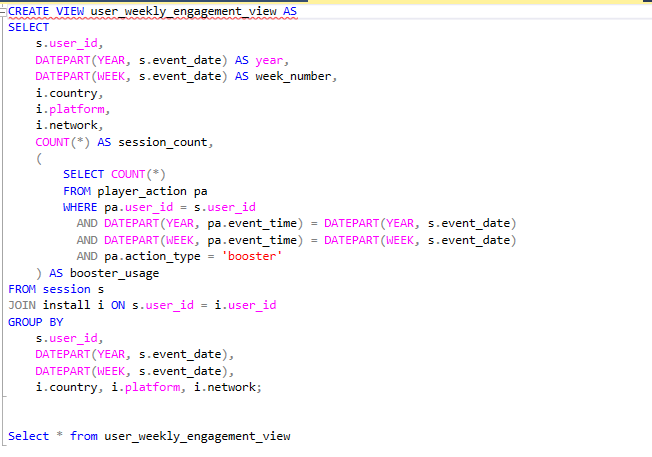 CREATE VIEW user_weekly_engagement_view AS
SELECT
    s.user_id,
    DATEPART(YEAR, s.event_date) AS year,
    DATEPART(WEEK, s.event_date) AS week_number,
    i.country,
    i.platform,
    i.network,
    COUNT(*) AS session_count,
    (
        SELECT COUNT(*)
        FROM player_action pa
        WHERE pa.user_id = s.user_id
          AND DATEPART(YEAR, pa.event_time) = DATEPART(YEAR, s.event_date)
          AND DATEPART(WEEK, pa.event_time) = DATEPART(WEEK, s.event_date)
          AND pa.action_type = 'booster'
    ) AS booster_usage
FROM session s
JOIN install i ON s.user_id = i.user_id
GROUP BY
    s.user_id,
    DATEPART(YEAR, s.event_date),
    DATEPART(WEEK, s.event_date),
    i.country, i.platform, i.network;
Select * from user_weekly_engagement_view